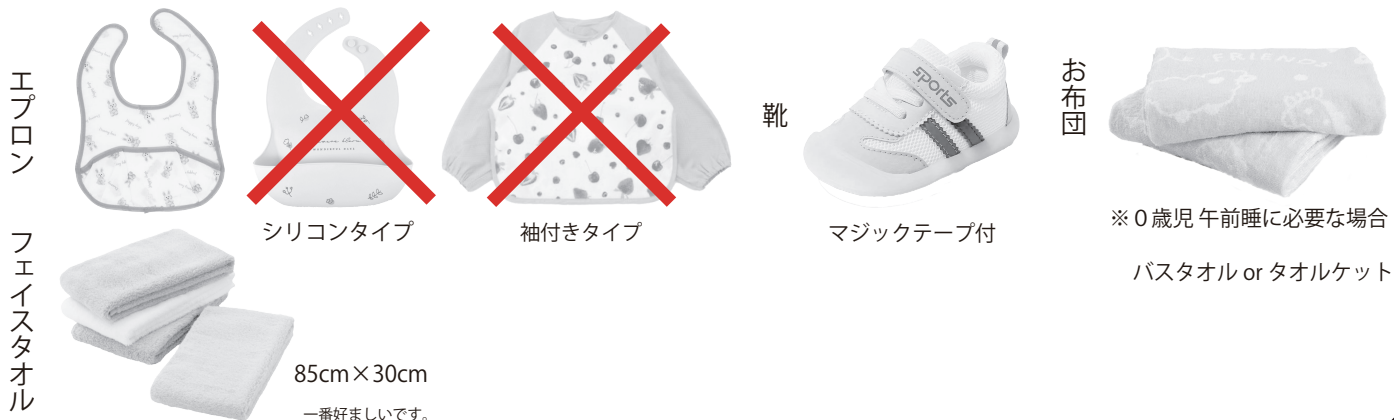 エプロン
シリコンタイプ
袖付きタイプ
靴
sports
マジックテープ付
お布団
FRIENDS
※０歳児 午前睡に必要な場合
バスタオル or タオルケット
フェイスタオル
85cm×30cm
一番好ましいです。